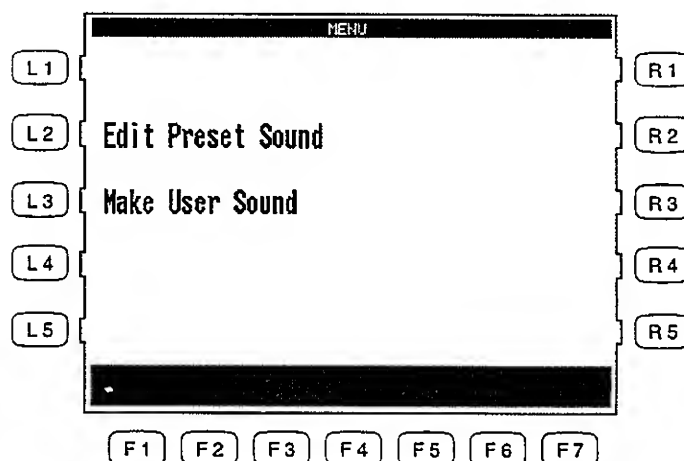 MENU
L1 R1
L2 Edit Preset Sound R2
L3 Make User Sound R3
L4 R4
L5 R5
F1 F2 F3 F4 F5 F6 F7